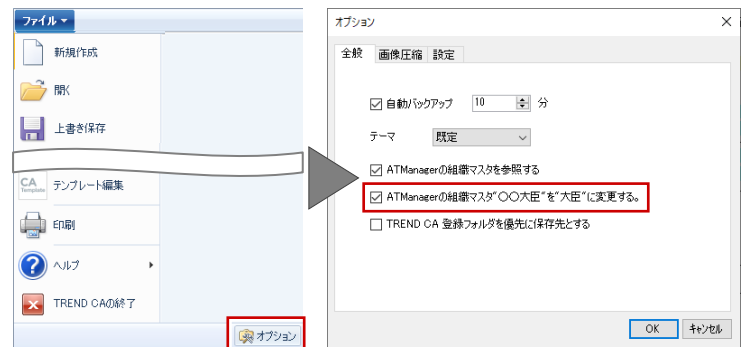 ファイル
新規作成
開く
上書き保存
CA
Template
テンプレート編集
印刷
ヘルプ
TREND CAの終了
オプション
オプション
全般 画像圧縮 設定
自動バックアップ 10 分
テーマ 既定
ATManagerの組織マスタを参照する
ATManagerの組織マスタ"〇〇大臣"を"大臣"に変更する。
TREND CA 登録フォルダを優先に保存先とする
OK キャンセル